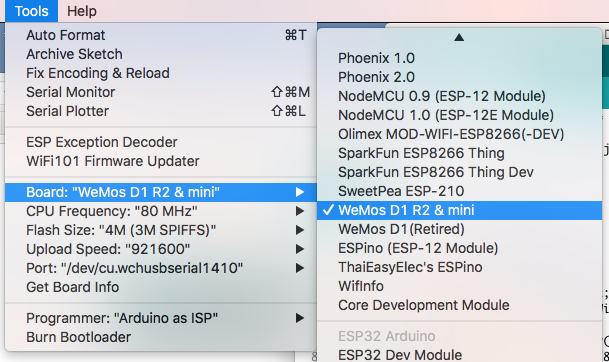 Tools Help
Auto Format ⌘T
Archive Sketch
Fix Encoding & Reload
Serial Monitor ⇧⌘M
Serial Plotter ⇧⌘L
ESP Exception Decoder
WiFi101 Firmware Updater
Board: "WeMos D1 R2 & mini"
CPU Frequency: "80 MHz"
Flash Size: "4M (3M SPIFFS)"
Upload Speed: "921600"
Port: "/dev/cu.wchusbserial1410"
Get Board Info
Programmer: "Arduino as ISP"
Burn Bootloader
Phoenix 1.0
Phoenix 2.0
NodeMCU 0.9 (ESP-12 Module)
NodeMCU 1.0 (ESP-12E Module)
Olimex MOD-WIFI-ESP8266(-DEV)
SparkFun ESP8266 Thing
SparkFun ESP8266 Thing Dev
SweetPea ESP-210
✓ WeMos D1 R2 & mini
WeMos D1(Retired)
ESPino (ESP-12 Module)
ThaiEasyElec's ESPino
WifInfo
Core Development Module
ESP32 Arduino
ESP32 Dev Module